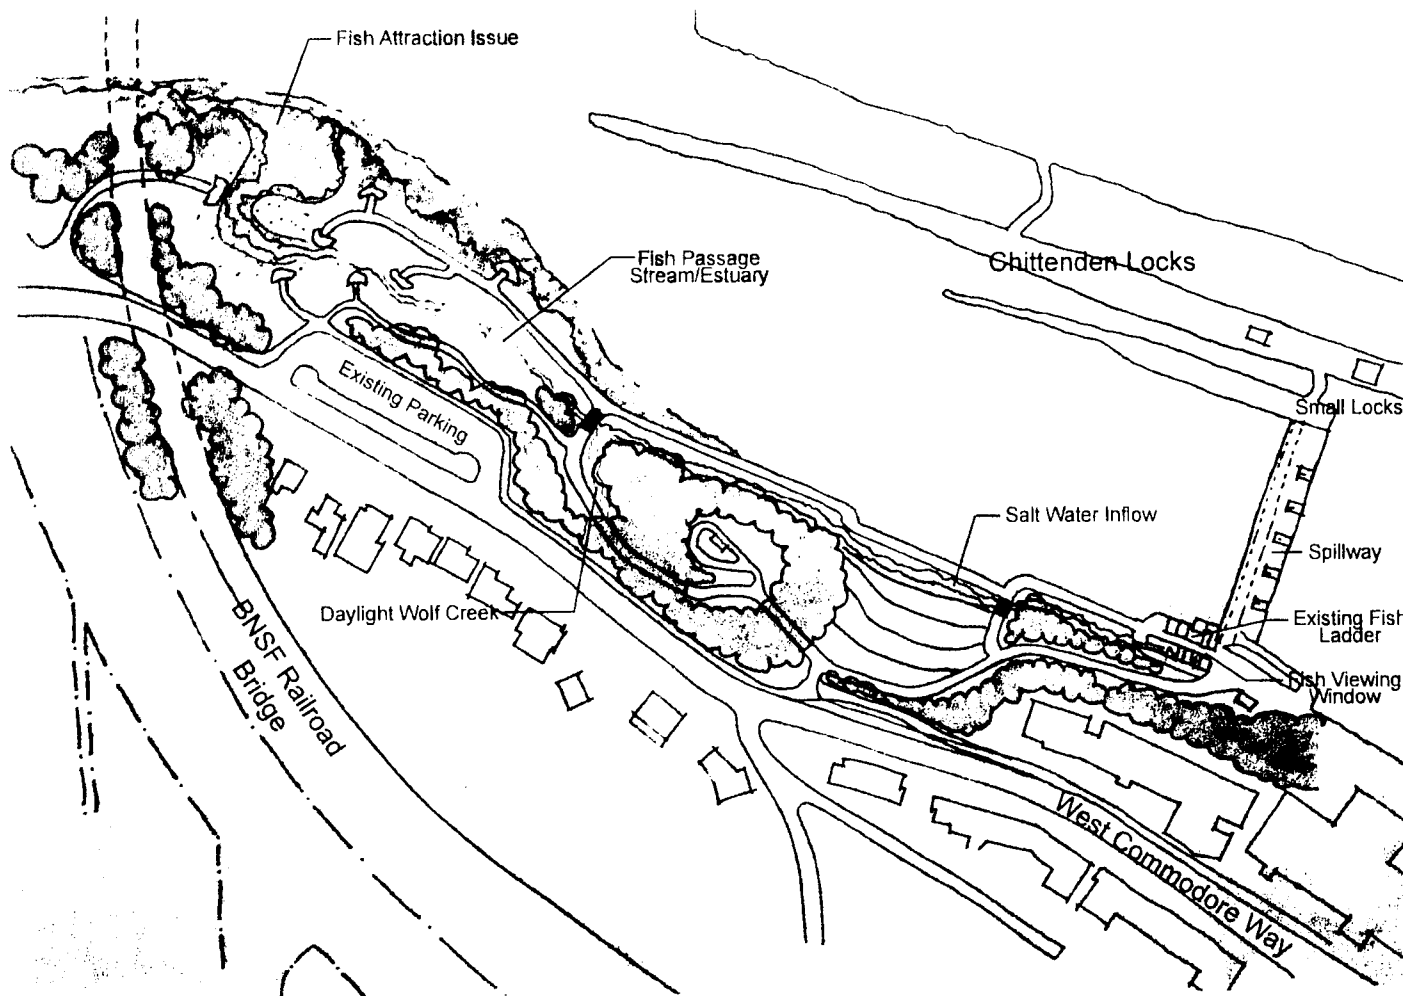 Fish Attraction Issue
Fish Passage
Stream/Estuary
Chittenden Locks
Existing Parking
Small Locks
Salt Water Inflow
Spillway
Daylight Wolf Creek
Existing Fish
Ladder
Fish Viewing
Window
BNSF Railroad
Bridge
West Commodore Way